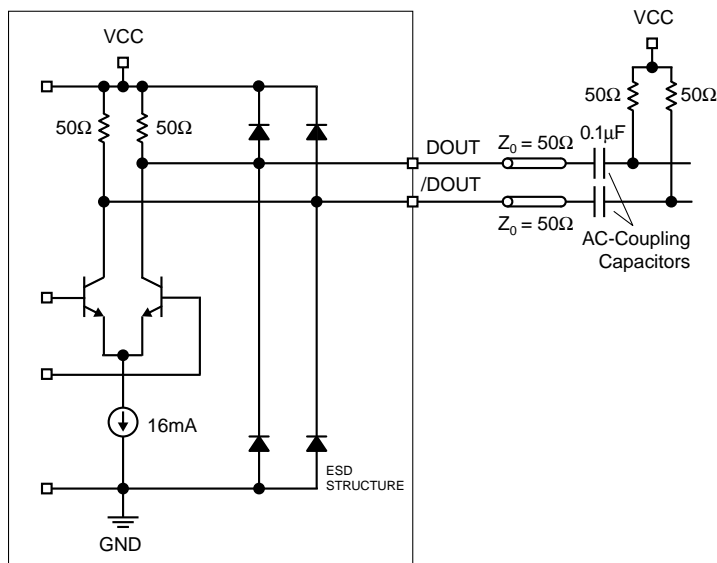 VCC
50Ω
50Ω
16mA
ESD
STRUCTURE
GND
DOUT
/DOUT
Z0 = 50Ω
Z0 = 50Ω
0.1µF
VCC
50Ω
50Ω
AC-Coupling
Capacitors